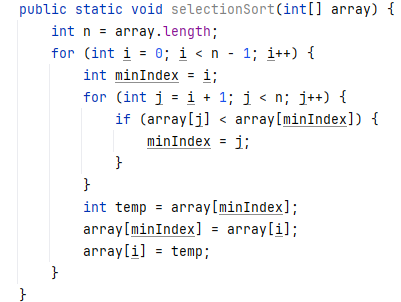 public static void selectionSort(int[] array) {
    int n = array.length;
    for (int i = 0; i < n - 1; i++) {
        int minIndex = i;
        for (int j = i + 1; j < n; j++) {
            if (array[j] < array[minIndex]) {
                minIndex = j;
            }
        }
        int temp = array[minIndex];
        array[minIndex] = array[i];
        array[i] = temp;
    }
}